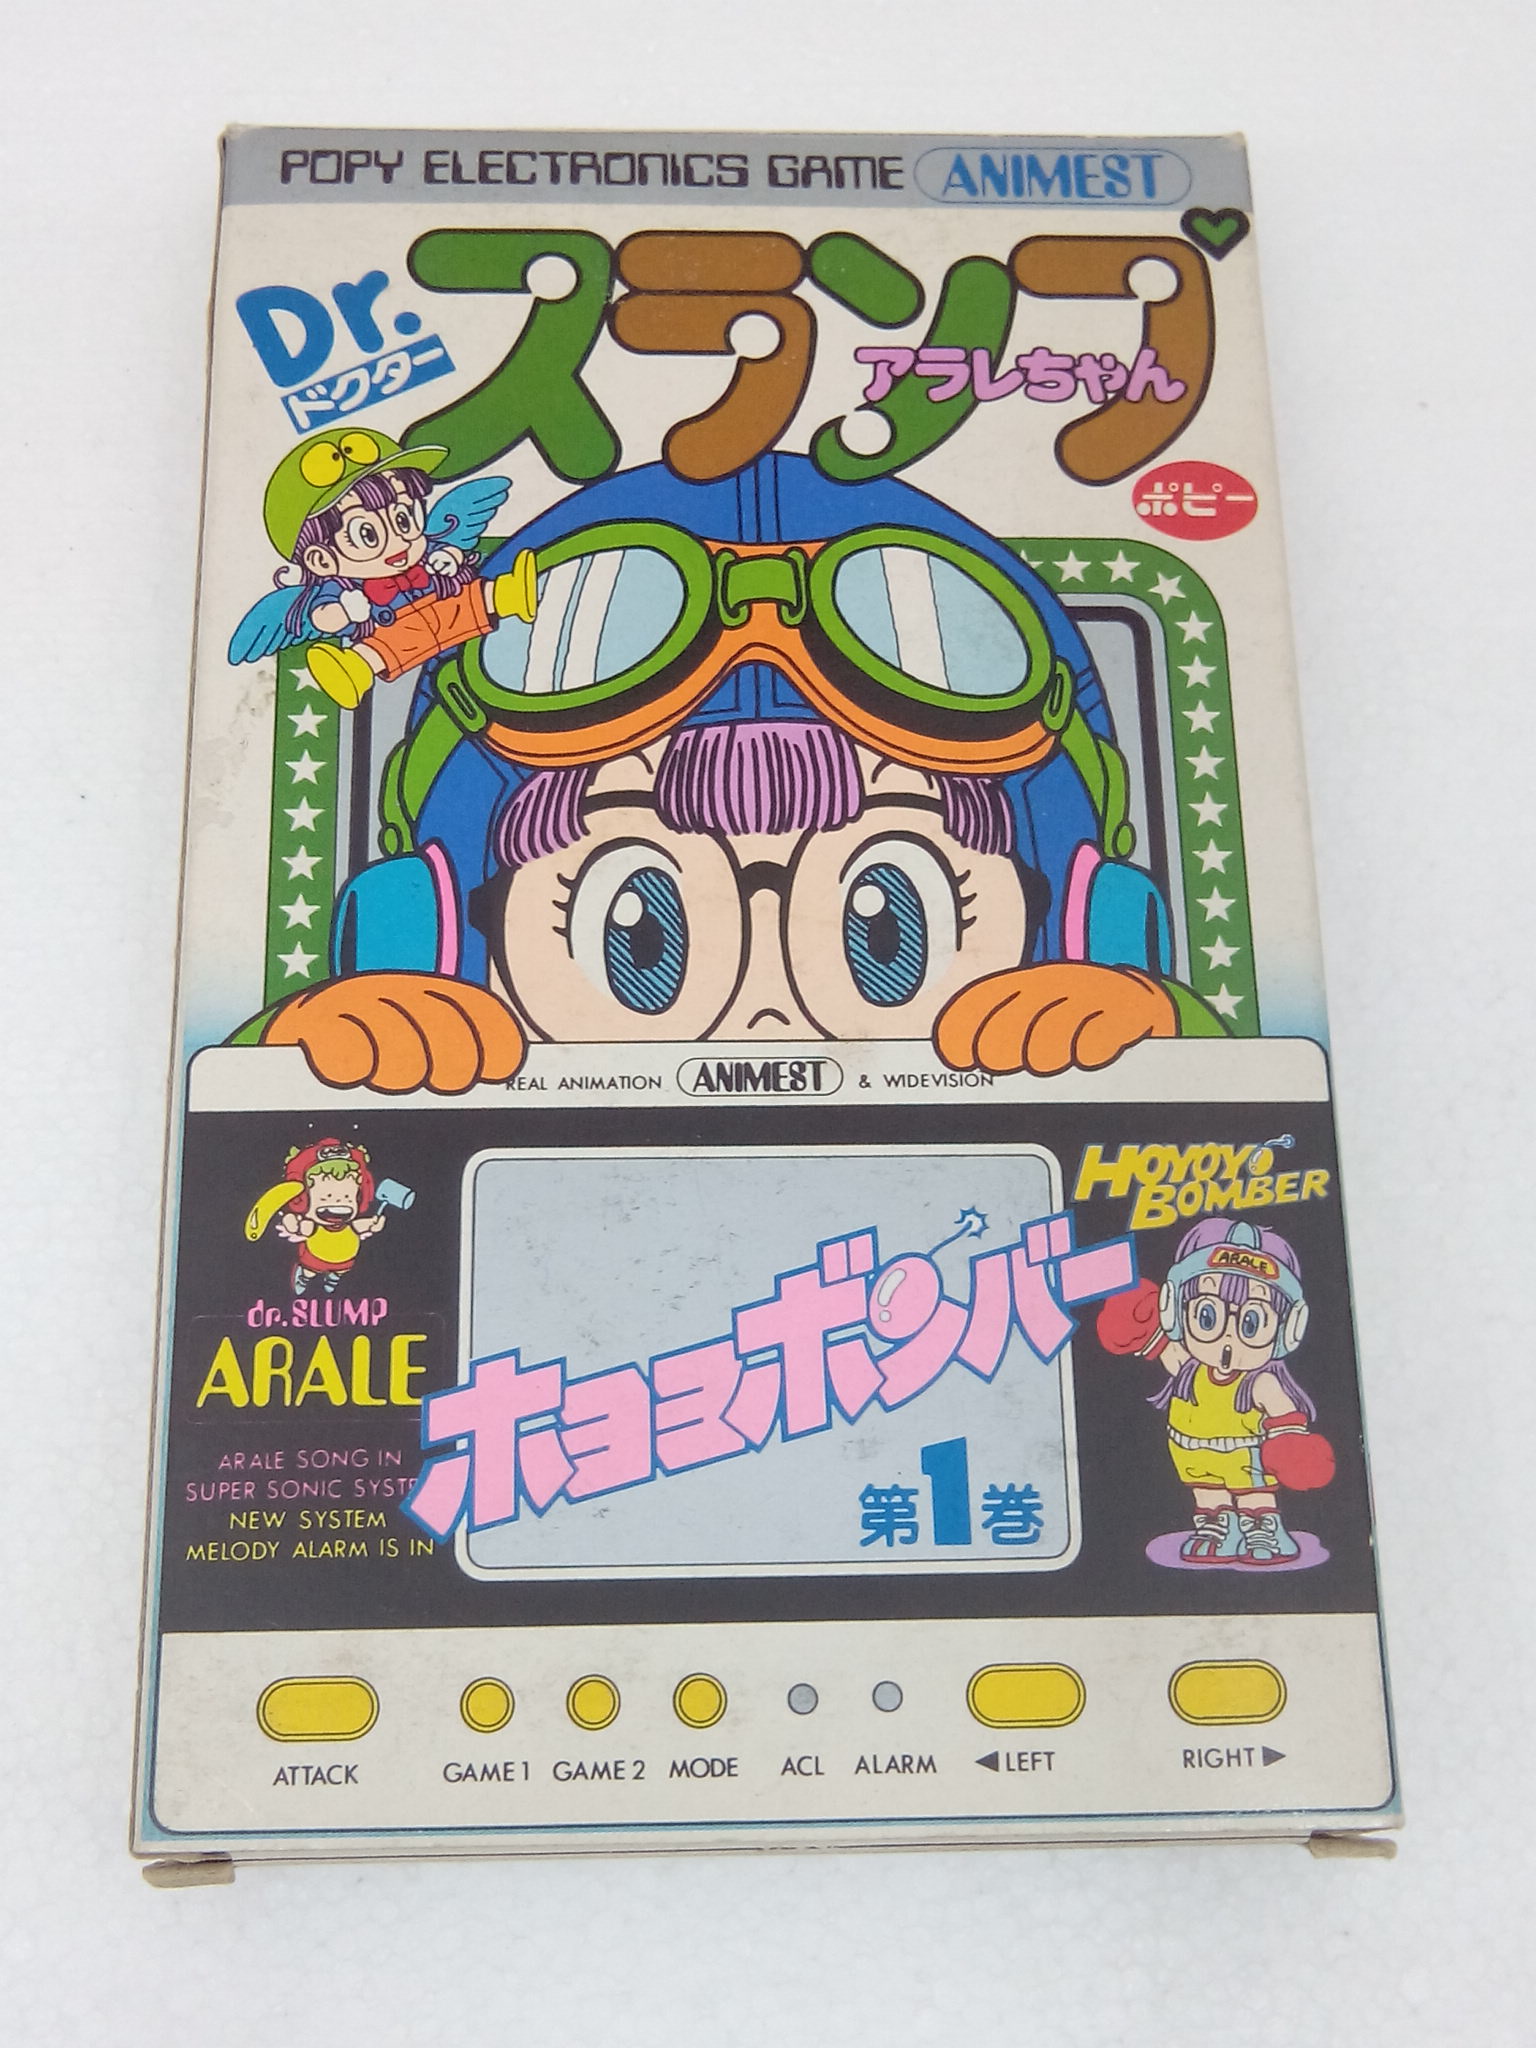 POPY ELECTRONICS GAME ANIMEST
Dr.スランプ
ドクター
アラレちゃん
ポピー
REAL ANIMATION ANIMEST & WIDEVISION
HOYOYO
BOMBER
ARALE
dr.SLUMP
ARALE
ホヨヨボンバー
第1巻
ARALE SONG IN
SUPER SONIC SYSTE
NEW SYSTEM
MELODY ALARM IS IN
ATTACK GAME 1 GAME 2 MODE ACL ALARM ◀LEFT RIGHT▶